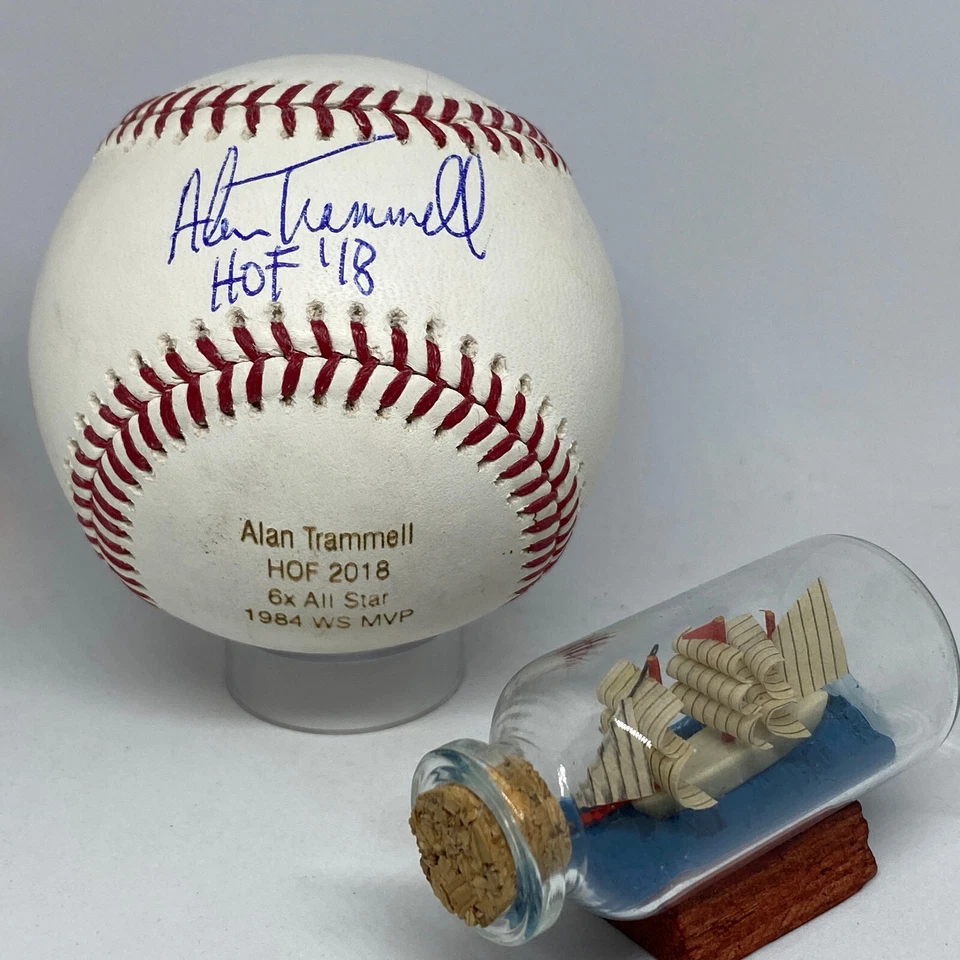 Alan Trammell
HOF '18
Alan Trammell
HOF 2018
6x All Star
1984 WS MVP